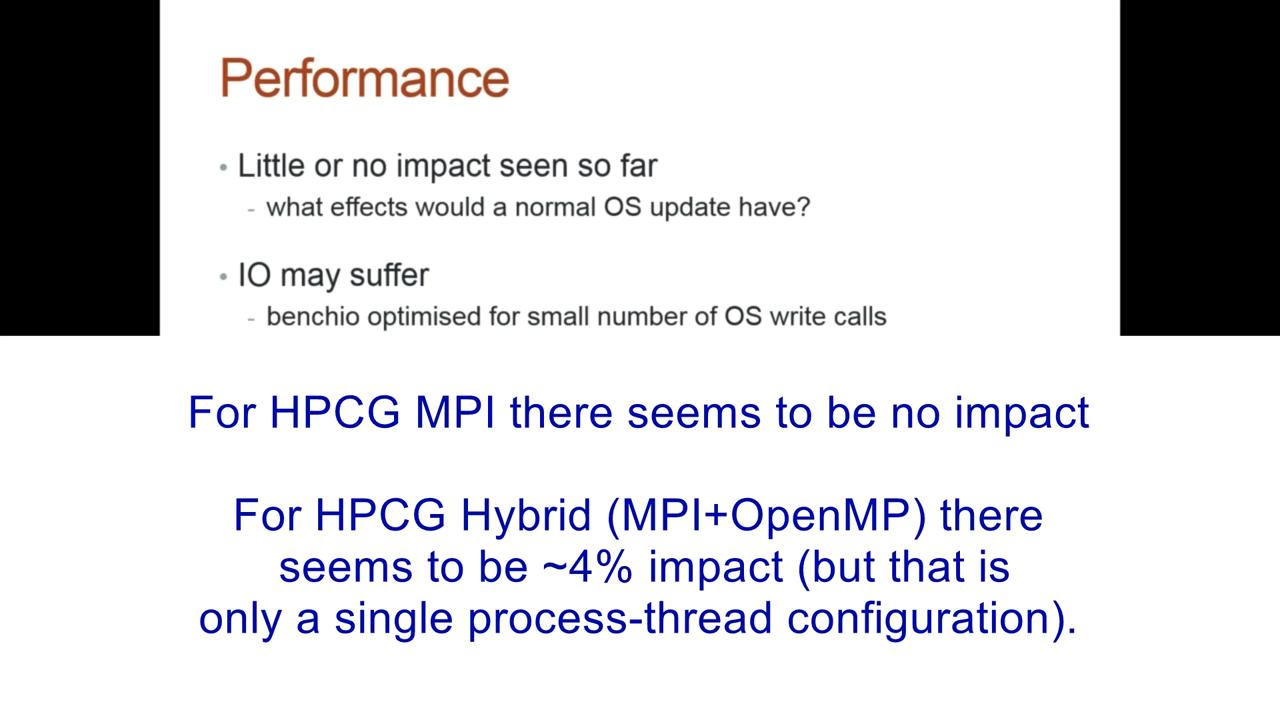 Performance
• Little or no impact seen so far
- what effects would a normal OS update have?
• IO may suffer
- benchio optimised for small number of OS write calls
For HPCG MPI there seems to be no impact
For HPCG Hybrid (MPI+OpenMP) there
seems to be ~4% impact (but that is
only a single process-thread configuration).